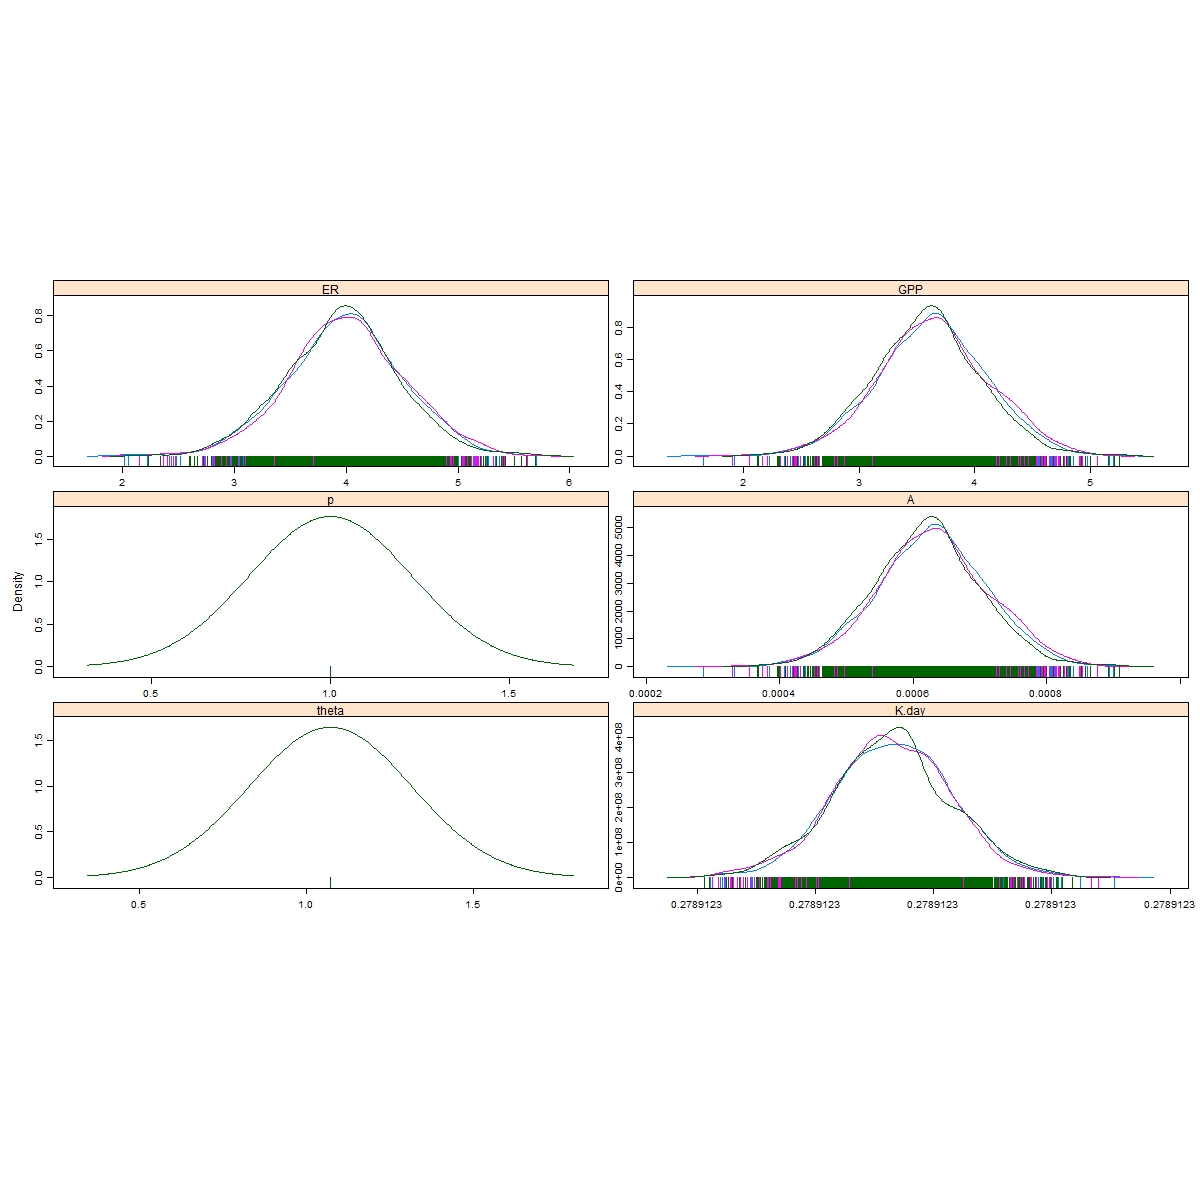 ER
GPP
0.0 0.2 0.4 0.6 0.8
0.0 0.2 0.4 0.6 0.8
2 3 4 5 6
2 3 4 5
p
A
Density
0.0 0.5 1.0 1.5
0 1000 2000 3000 4000 5000
0.5 1.0 1.5
0.0002 0.0004 0.0006 0.0008
theta
K.day
0.0 0.5 1.0 1.5
0e+00 1e+08 2e+08 3e+08 4e+08
0.5 1.0 1.5
0.2789123 0.2789123 0.2789123 0.2789123 0.2789123